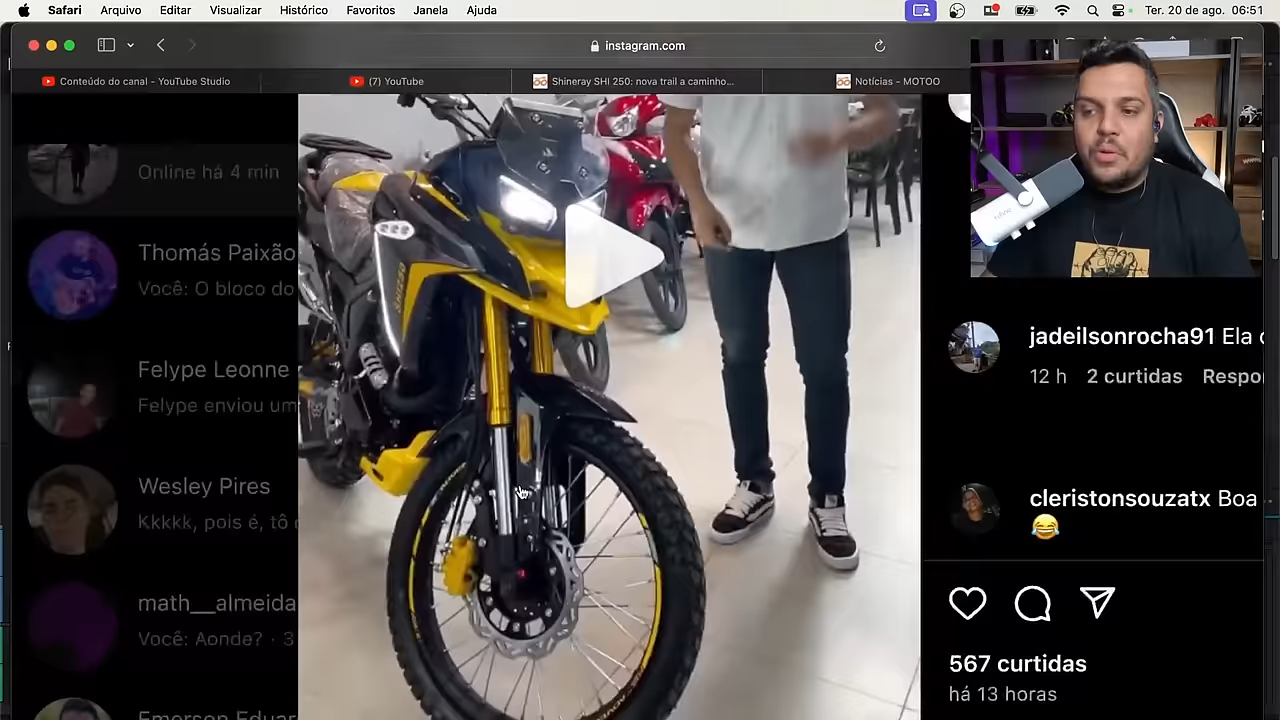 Safari Arquivo Editar Visualizar Histórico Favoritos Janela Ajuda
Ter. 20 de ago. 06:51
instagram.com
Conteúdo do canal - YouTube Studio
(7) YouTube
Shineray SHI 250: nova trail a caminho...
Notícias - MOTOO
Online há 4 min
Thomás Paixão
Você: O bloco do
Felype Leonne
Felype enviou um
Wesley Pires
Kkkkk, pois é, tô
math__almeida
Você: Aonde? · 3
Emerson Eduar
jadeilsonrocha91 Ela
12 h 2 curtidas Respo
cleristonsouzatx Boa
😂
567 curtidas
há 13 horas